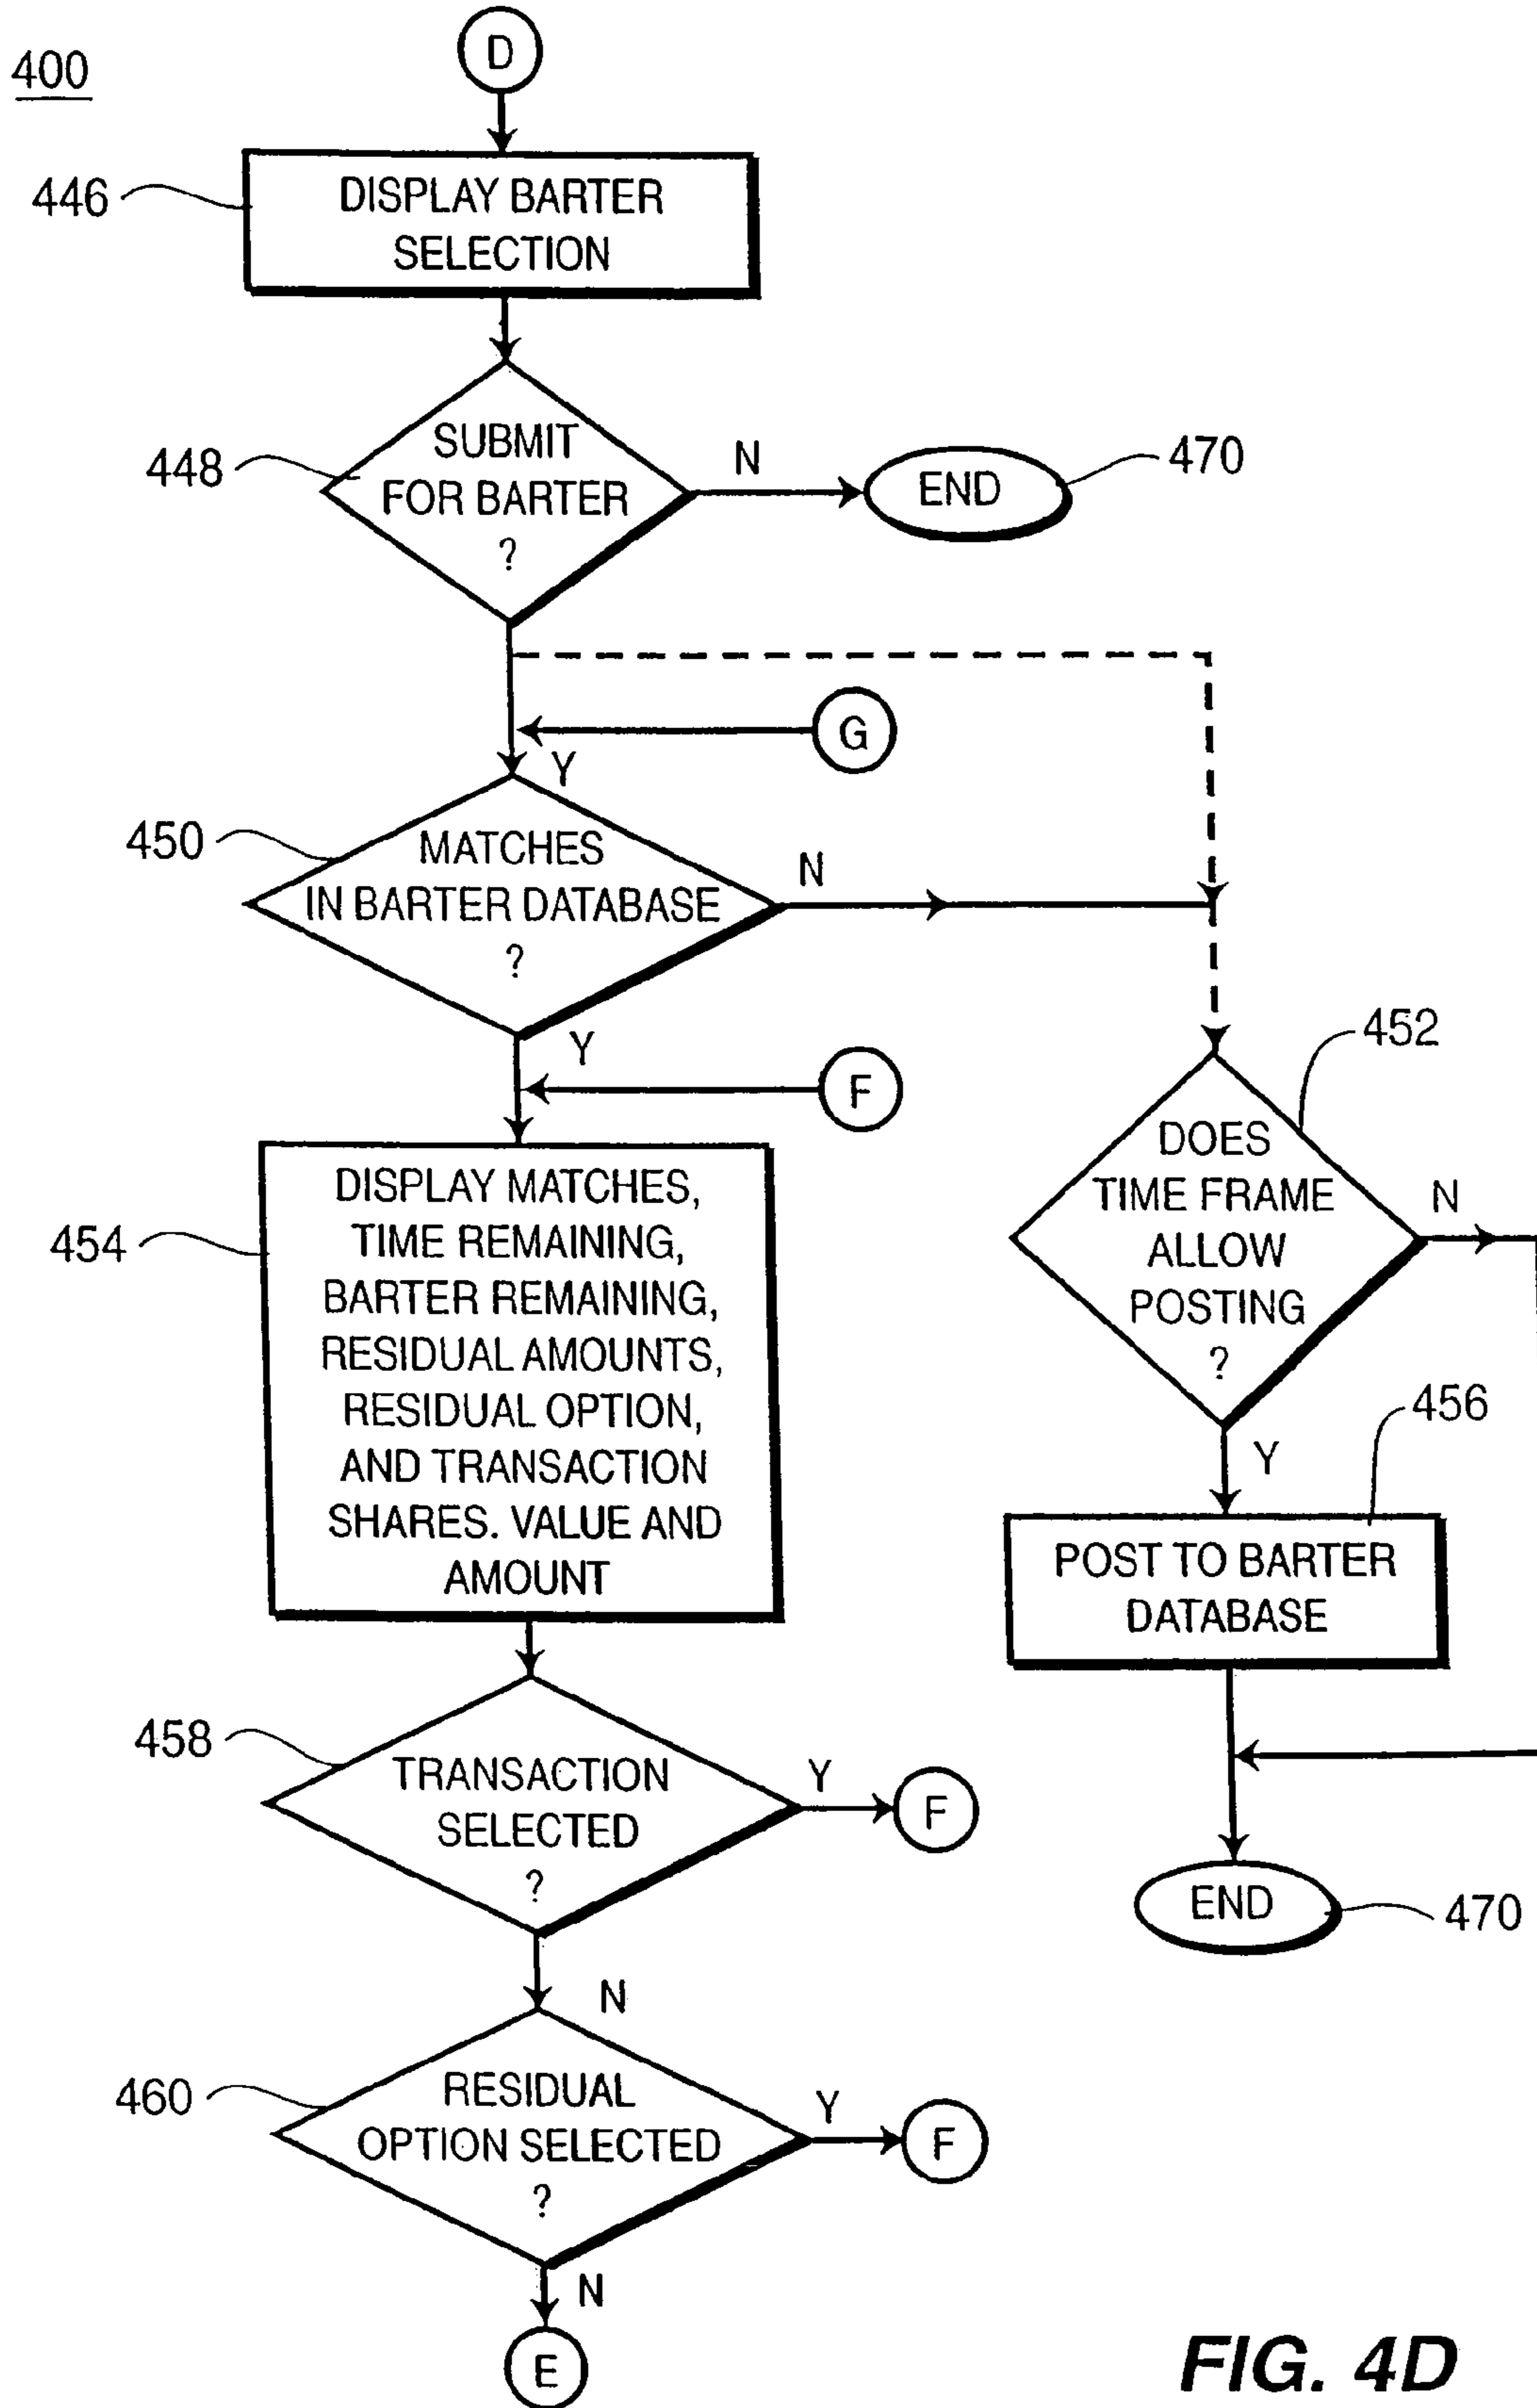 400
D
446
DISPLAY BARTER
SELECTION
448
SUBMIT
FOR BARTER
?
N
END
470
G
Y
450
MATCHES
IN BARTER DATABASE
?
N
Y
F
452
DOES
TIME FRAME
ALLOW
POSTING
?
N
Y
454
DISPLAY MATCHES,
TIME REMAINING,
BARTER REMAINING,
RESIDUAL AMOUNTS,
RESIDUAL OPTION,
AND TRANSACTION
SHARES. VALUE AND
AMOUNT
456
POST TO BARTER
DATABASE
458
TRANSACTION
SELECTED
?
Y
F
END
470
N
460
RESIDUAL
OPTION SELECTED
?
Y
F
N
E
FIG. 4D